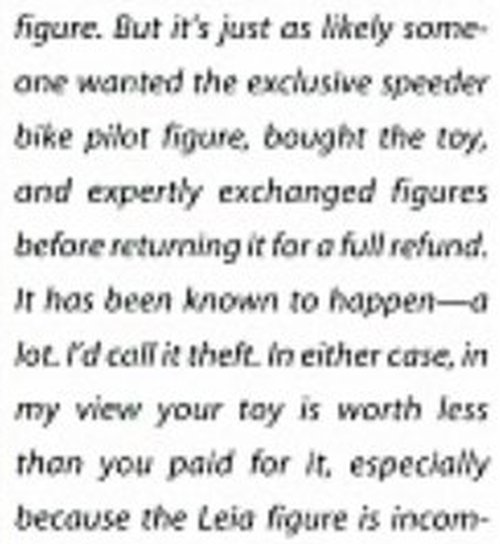 figure. But it's just as likely some-
one wanted the exclusive speeder
bike pilot figure, bought the toy,
and expertly exchanged figures
before returning it for a full refund.
It has been known to happen—a
lot. I'd call it theft. In either case, in
my view your toy is worth less
than you paid for it, especially
because the Leia figure is incom-